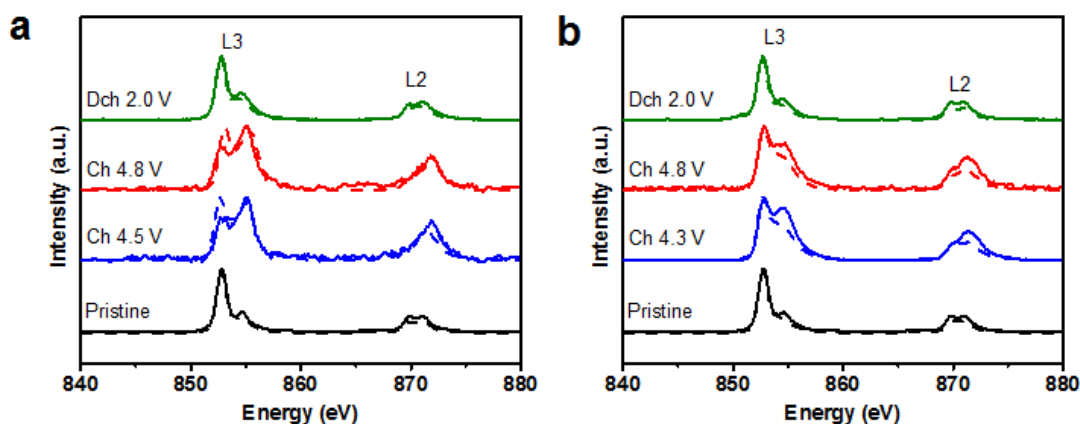 a
L3
L2
Dch 2.0 V
Ch 4.8 V
Ch 4.5 V
Pristine
Intensity (a.u.)
840 850 860 870 880
Energy (eV)
b
L3
L2
Dch 2.0 V
Ch 4.8 V
Ch 4.3 V
Pristine
Intensity (a.u.)
840 850 860 870 880
Energy (eV)